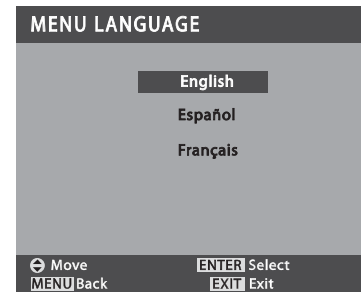 MENU LANGUAGE
English
Español
Français
Move ENTER Select
MENU Back EXIT Exit